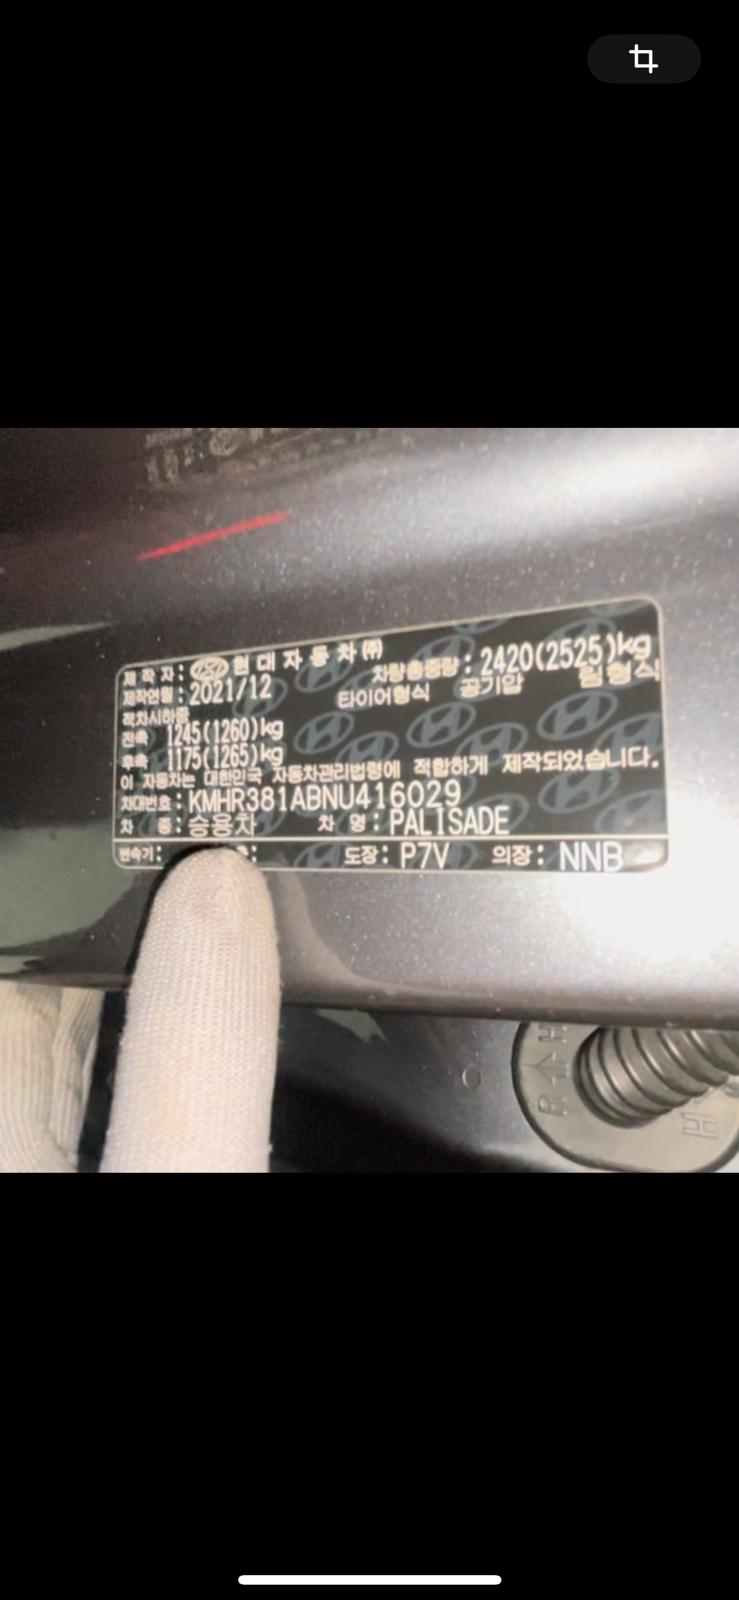 제 작 자 : 현 대 자 동 차 ㈜
제작연월 : 2021/12 차량총중량 : 2420(2525)kg
적차시하중 타이어형식 공기압 림형식
전축 1245(1260)kg
후축 1175(1265)kg
이 자동차는 대한민국 자동차관리법령에 적합하게 제작되었습니다.
차대번호 : KMHR381ABNU416029
차 종 : 승용차 차 명 : PALISADE
변속기 : 도장 : P7V 의장 : NNB
R H
H